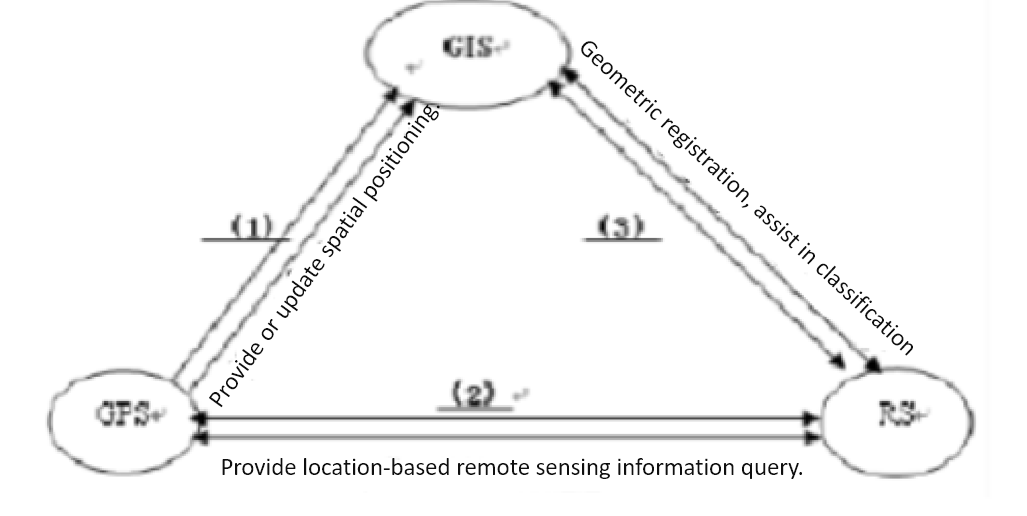 GIS
Geometric registration, assist in classification
(1)
Provide or update spatial positioning.
(3)
(2)
GPS
RS
Provide location-based remote sensing information query.